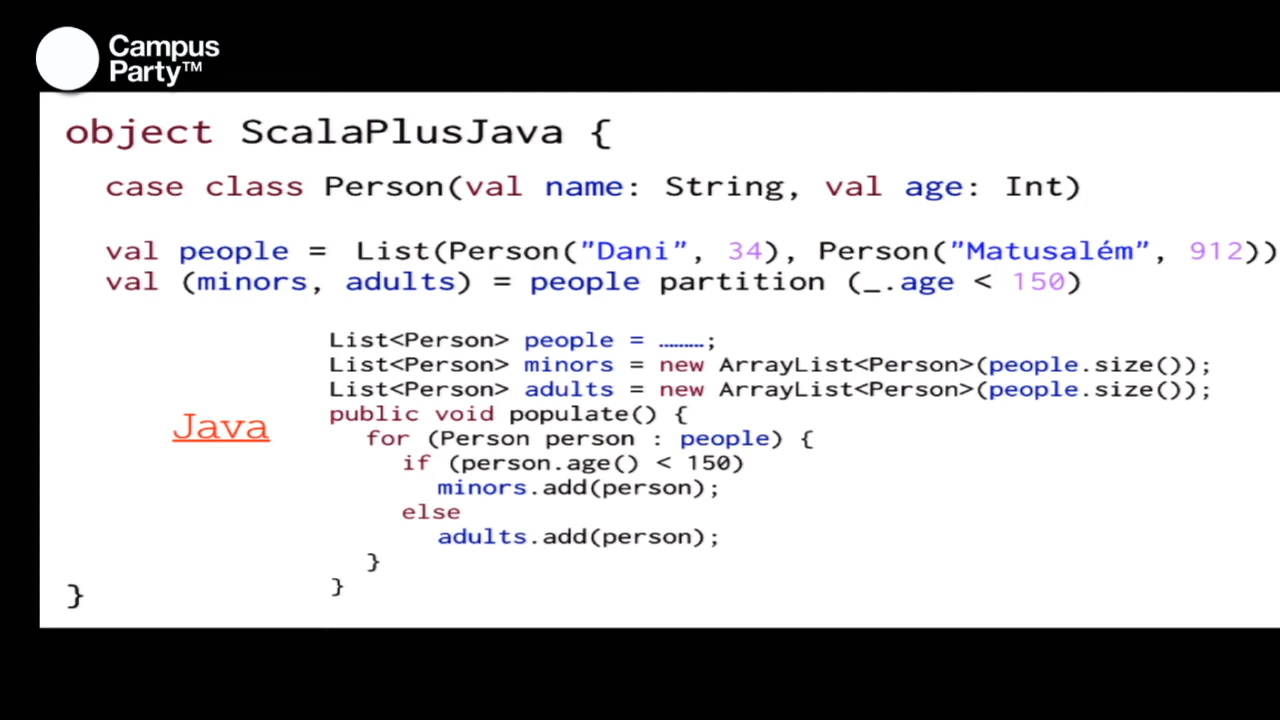 Campus
Party™
object ScalaPlusJava {
case class Person(val name: String, val age: Int)
val people = List(Person("Dani", 34), Person("Matusalém", 912))
val (minors, adults) = people partition (_.age < 150)
List<Person> people = ………;
List<Person> minors = new ArrayList<Person>(people.size());
List<Person> adults = new ArrayList<Person>(people.size());
public void populate() {
for (Person person : people) {
if (person.age() < 150)
minors.add(person);
else
adults.add(person);
}
}
Java
}